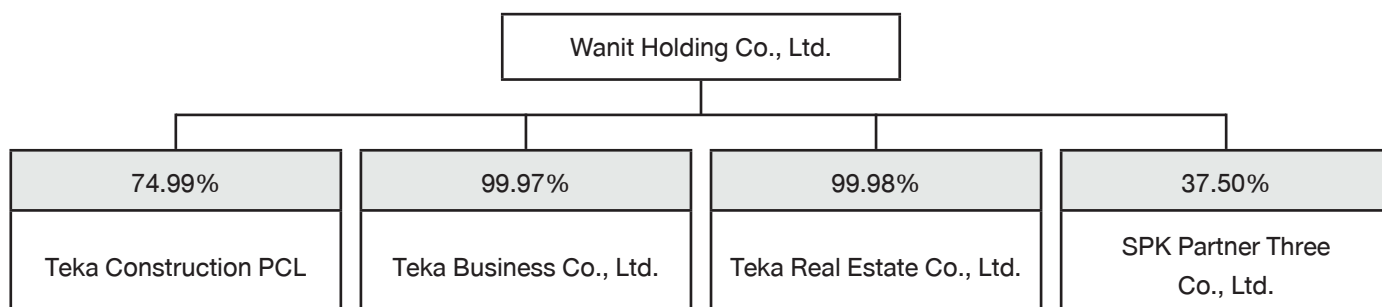 Wanit Holding Co., Ltd.
74.99%
99.97%
99.98%
37.50%
Teka Construction PCL
Teka Business Co., Ltd.
Teka Real Estate Co., Ltd.
SPK Partner Three
Co., Ltd.